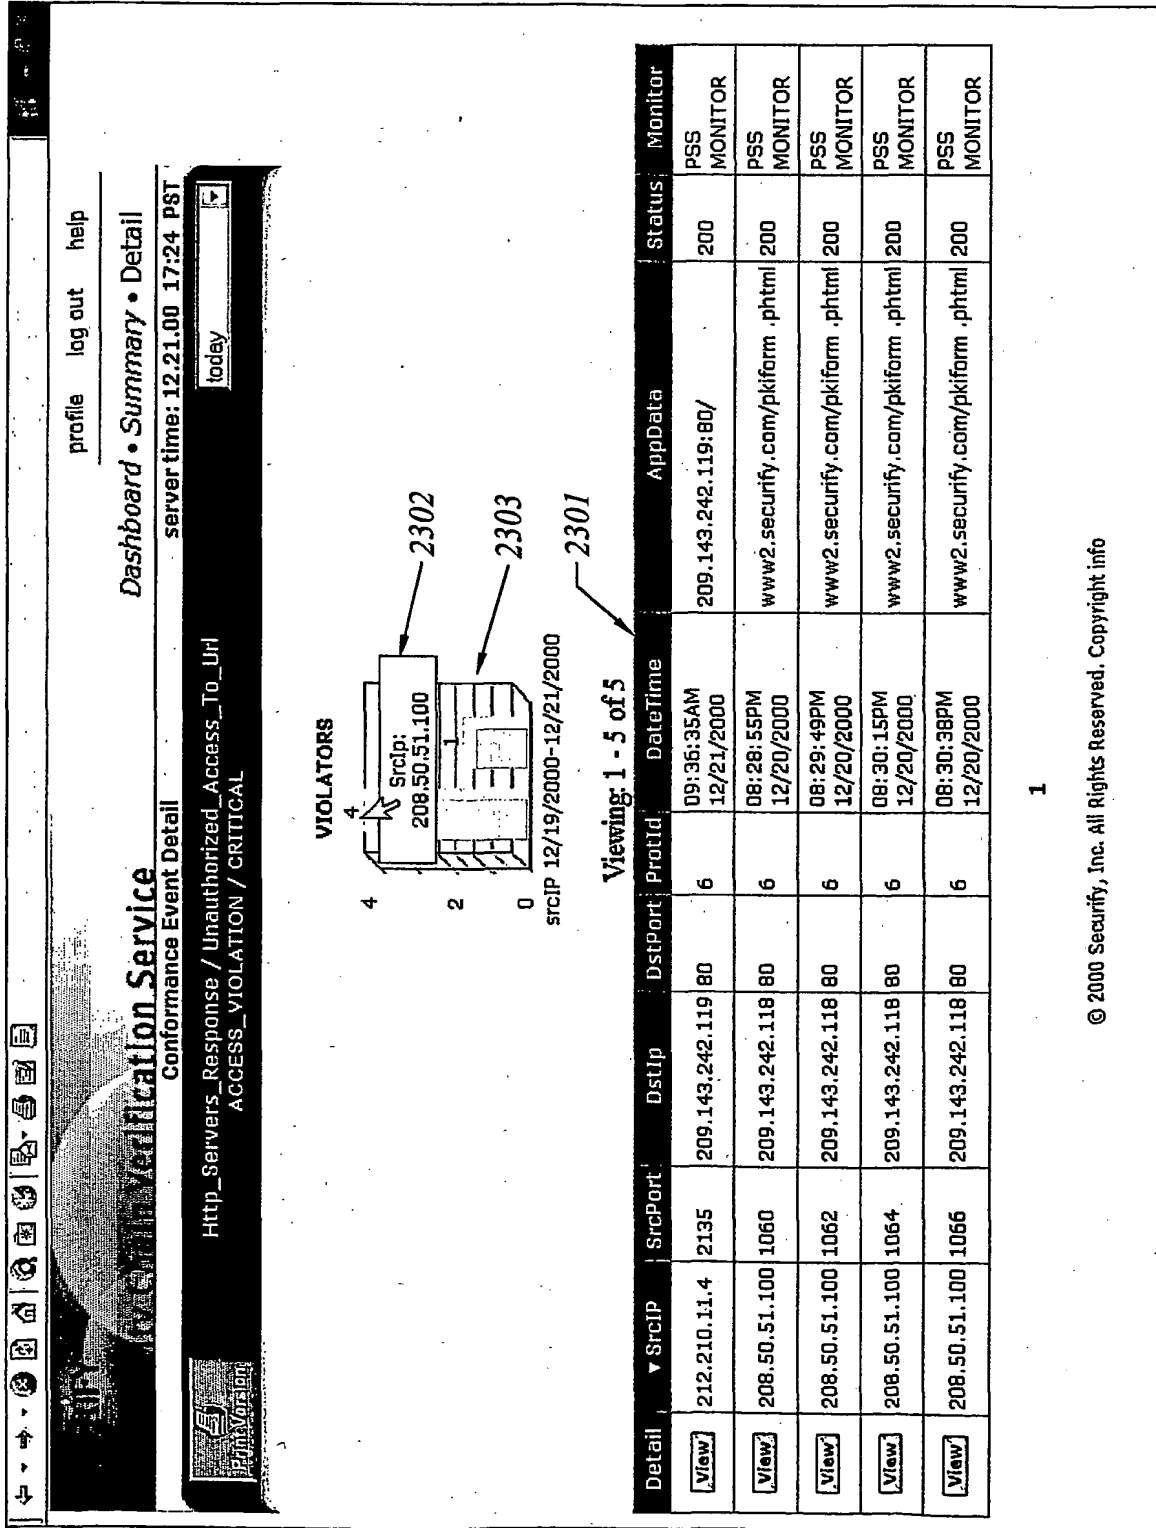 profile log out help
Dashboard • Summary • Detail
Verification Service
Conformance Event Detail
server time: 12.21.00 17:24 PST
Print Version
Http_Servers_Response / Unauthorized_Access_To_Url
ACCESS_VIOLATION / CRITICAL
today
VIOLATORS
4
4
2
0
SrcIp:
208.50.51.100
1
2302
2303
srcIP 12/19/2000-12/21/2000
Viewing: 1 - 5 of 5
2301
Detail ▼ SrcIP SrcPort DstIp DstPort ProtId DateTime AppData Status Monitor
View 212.210.11.4 2135 209.143.242.119 80 6 09:36:35AM 12/21/2000 209.143.242.119:80/ 200 PSS MONITOR
View 208.50.51.100 1060 209.143.242.118 80 6 08:28:55PM 12/20/2000 www2.securify.com/pkiform .phtml 200 PSS MONITOR
View 208.50.51.100 1062 209.143.242.118 80 6 08:29:49PM 12/20/2000 www2.securify.com/pkiform .phtml 200 PSS MONITOR
View 208.50.51.100 1064 209.143.242.118 80 6 08:30:15PM 12/20/2000 www2.securify.com/pkiform .phtml 200 PSS MONITOR
View 208.50.51.100 1066 209.143.242.118 80 6 08:30:38PM 12/20/2000 www2.securify.com/pkiform .phtml 200 PSS MONITOR
1
© 2000 Securify, Inc. All Rights Reserved. Copyright info